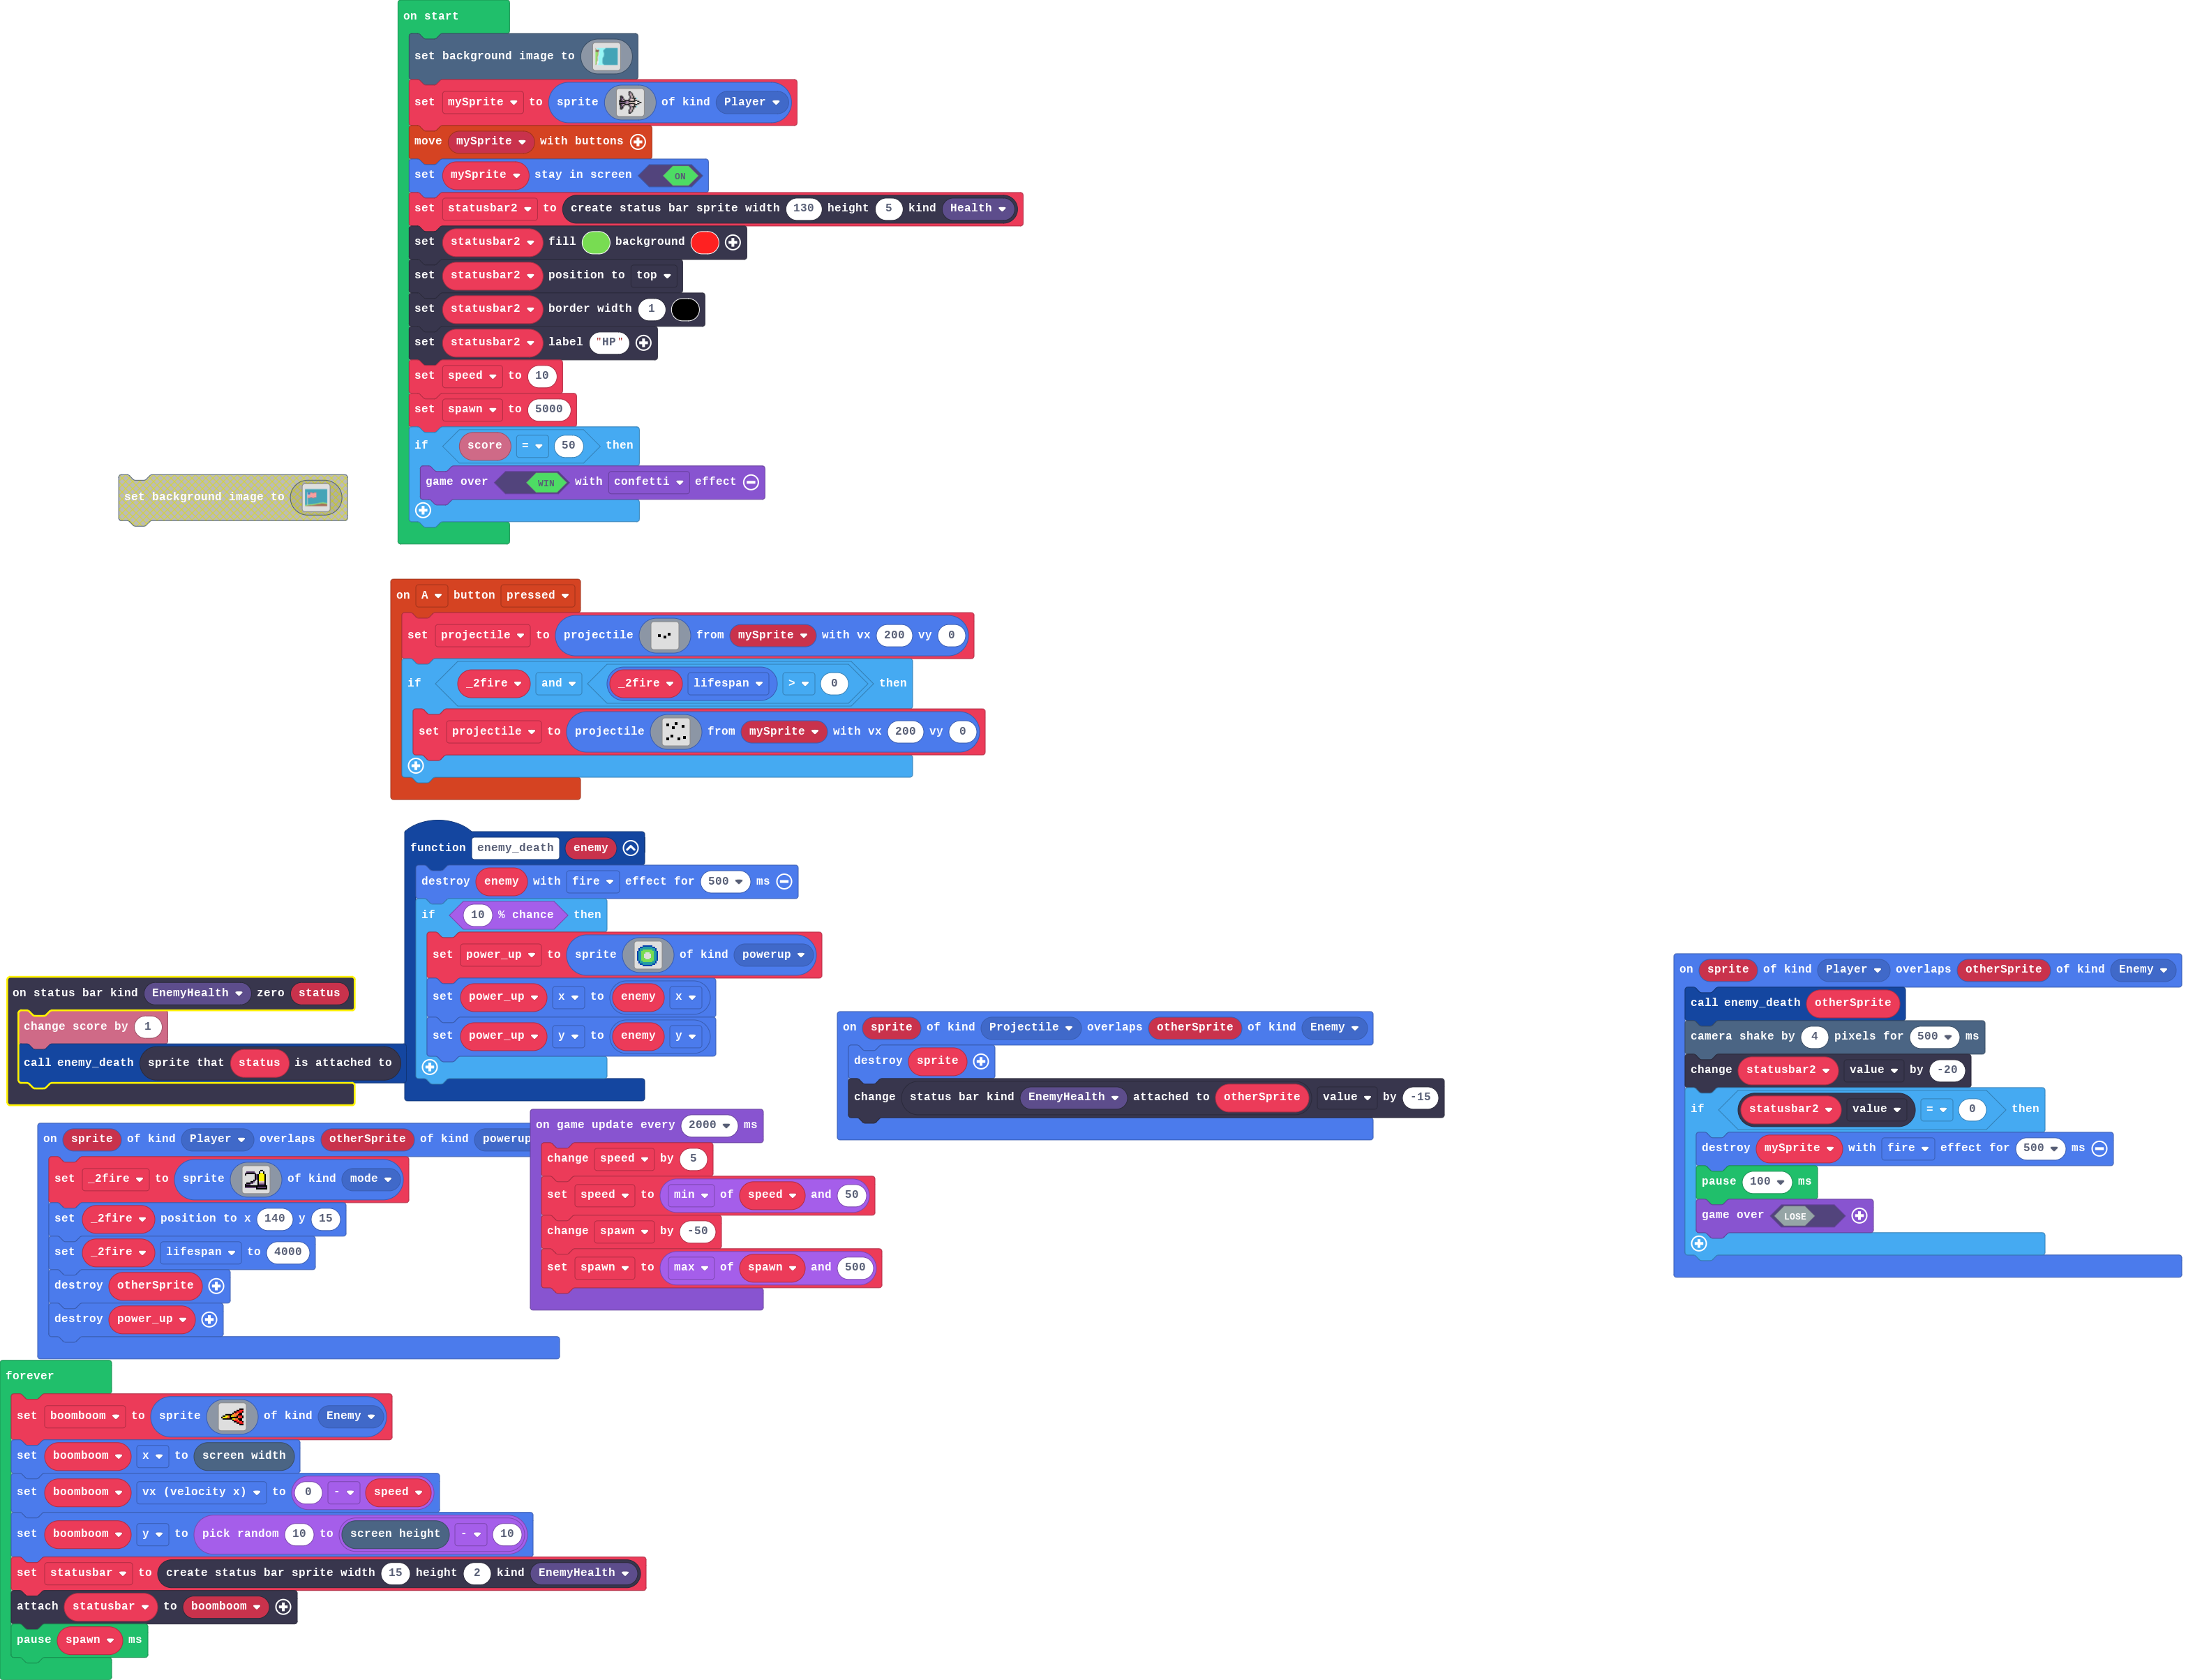 on start
set background image to
set mySprite to sprite of kind Player
move mySprite with buttons
set mySprite stay in screen ON
set statusbar2 to create status bar sprite width 130 height 5 kind Health
set statusbar2 fill background
set statusbar2 position to top
set statusbar2 border width 1
set statusbar2 label "HP"
set speed to 10
set spawn to 5000
if score = 50 then
game over WIN with confetti effect
set background image to
on A button pressed
set projectile to projectile from mySprite with vx 200 vy 0
if _2fire and _2fire lifespan > 0 then
set projectile to projectile from mySprite with vx 200 vy 0
function enemy_death enemy
destroy enemy with fire effect for 500 ms
if 10 % chance then
set power_up to sprite of kind powerup
set power_up x to enemy x
set power_up y to enemy y
on status bar kind EnemyHealth zero status
change score by 1
call enemy_death sprite that status is attached to
on sprite of kind Projectile overlaps otherSprite of kind Enemy
destroy sprite
change status bar kind EnemyHealth attached to otherSprite value by -15
on sprite of kind Player overlaps otherSprite of kind Enemy
call enemy_death otherSprite
camera shake by 4 pixels for 500 ms
change statusbar2 value by -20
if statusbar2 value = 0 then
destroy mySprite with fire effect for 500 ms
pause 100 ms
game over LOSE
on sprite of kind Player overlaps otherSprite of kind powerup
set _2fire to sprite of kind mode
set _2fire position to x 140 y 15
set _2fire lifespan to 4000
destroy otherSprite
destroy power_up
on game update every 2000 ms
change speed by 5
set speed to min of speed and 50
change spawn by -50
set spawn to max of spawn and 500
forever
set boomboom to sprite of kind Enemy
set boomboom x to screen width
set boomboom vx (velocity x) to 0 - speed
set boomboom y to pick random 10 to screen height - 10
set statusbar to create status bar sprite width 15 height 2 kind EnemyHealth
attach statusbar to boomboom
pause spawn ms